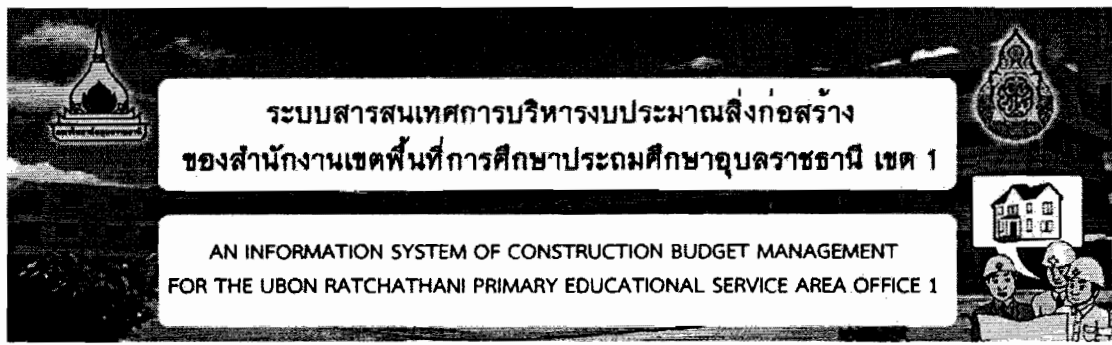 ระบบสารสนเทศการบริหารงบประมาณสิ่งก่อสร้าง
ของสำนักงานเขตพื้นที่การศึกษาประถมศึกษาอุบลราชธานี เขต 1
AN INFORMATION SYSTEM OF CONSTRUCTION BUDGET MANAGEMENT
FOR THE UBON RATCHATHANI PRIMARY EDUCATIONAL SERVICE AREA OFFICE 1